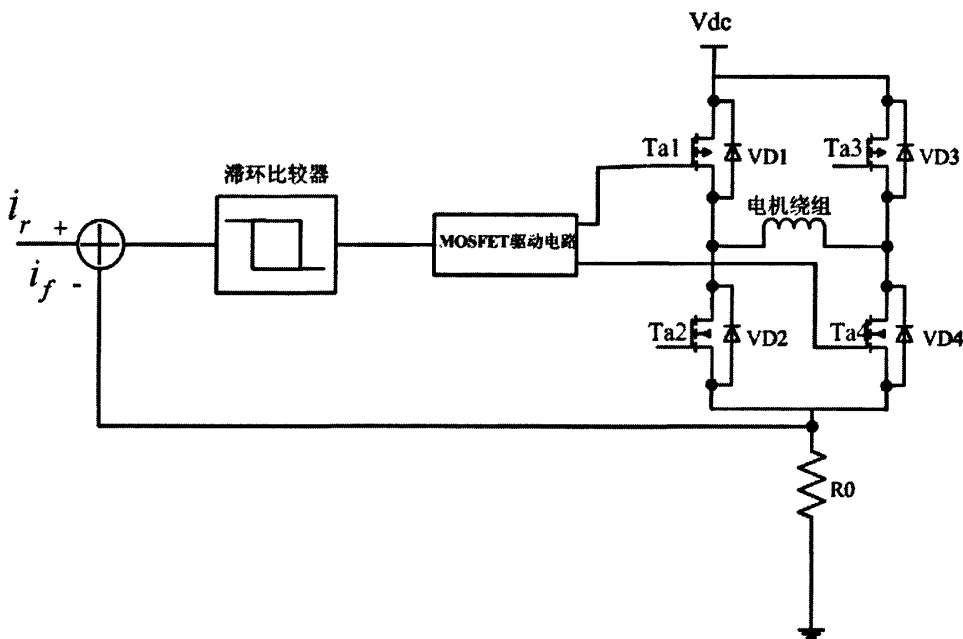 Vdc
Ta1
VD1
Ta3
VD3
滞环比较器
电机绕组
i_r
+
MOSFET驱动电路
i_f
-
Ta2
VD2
Ta4
VD4
R0